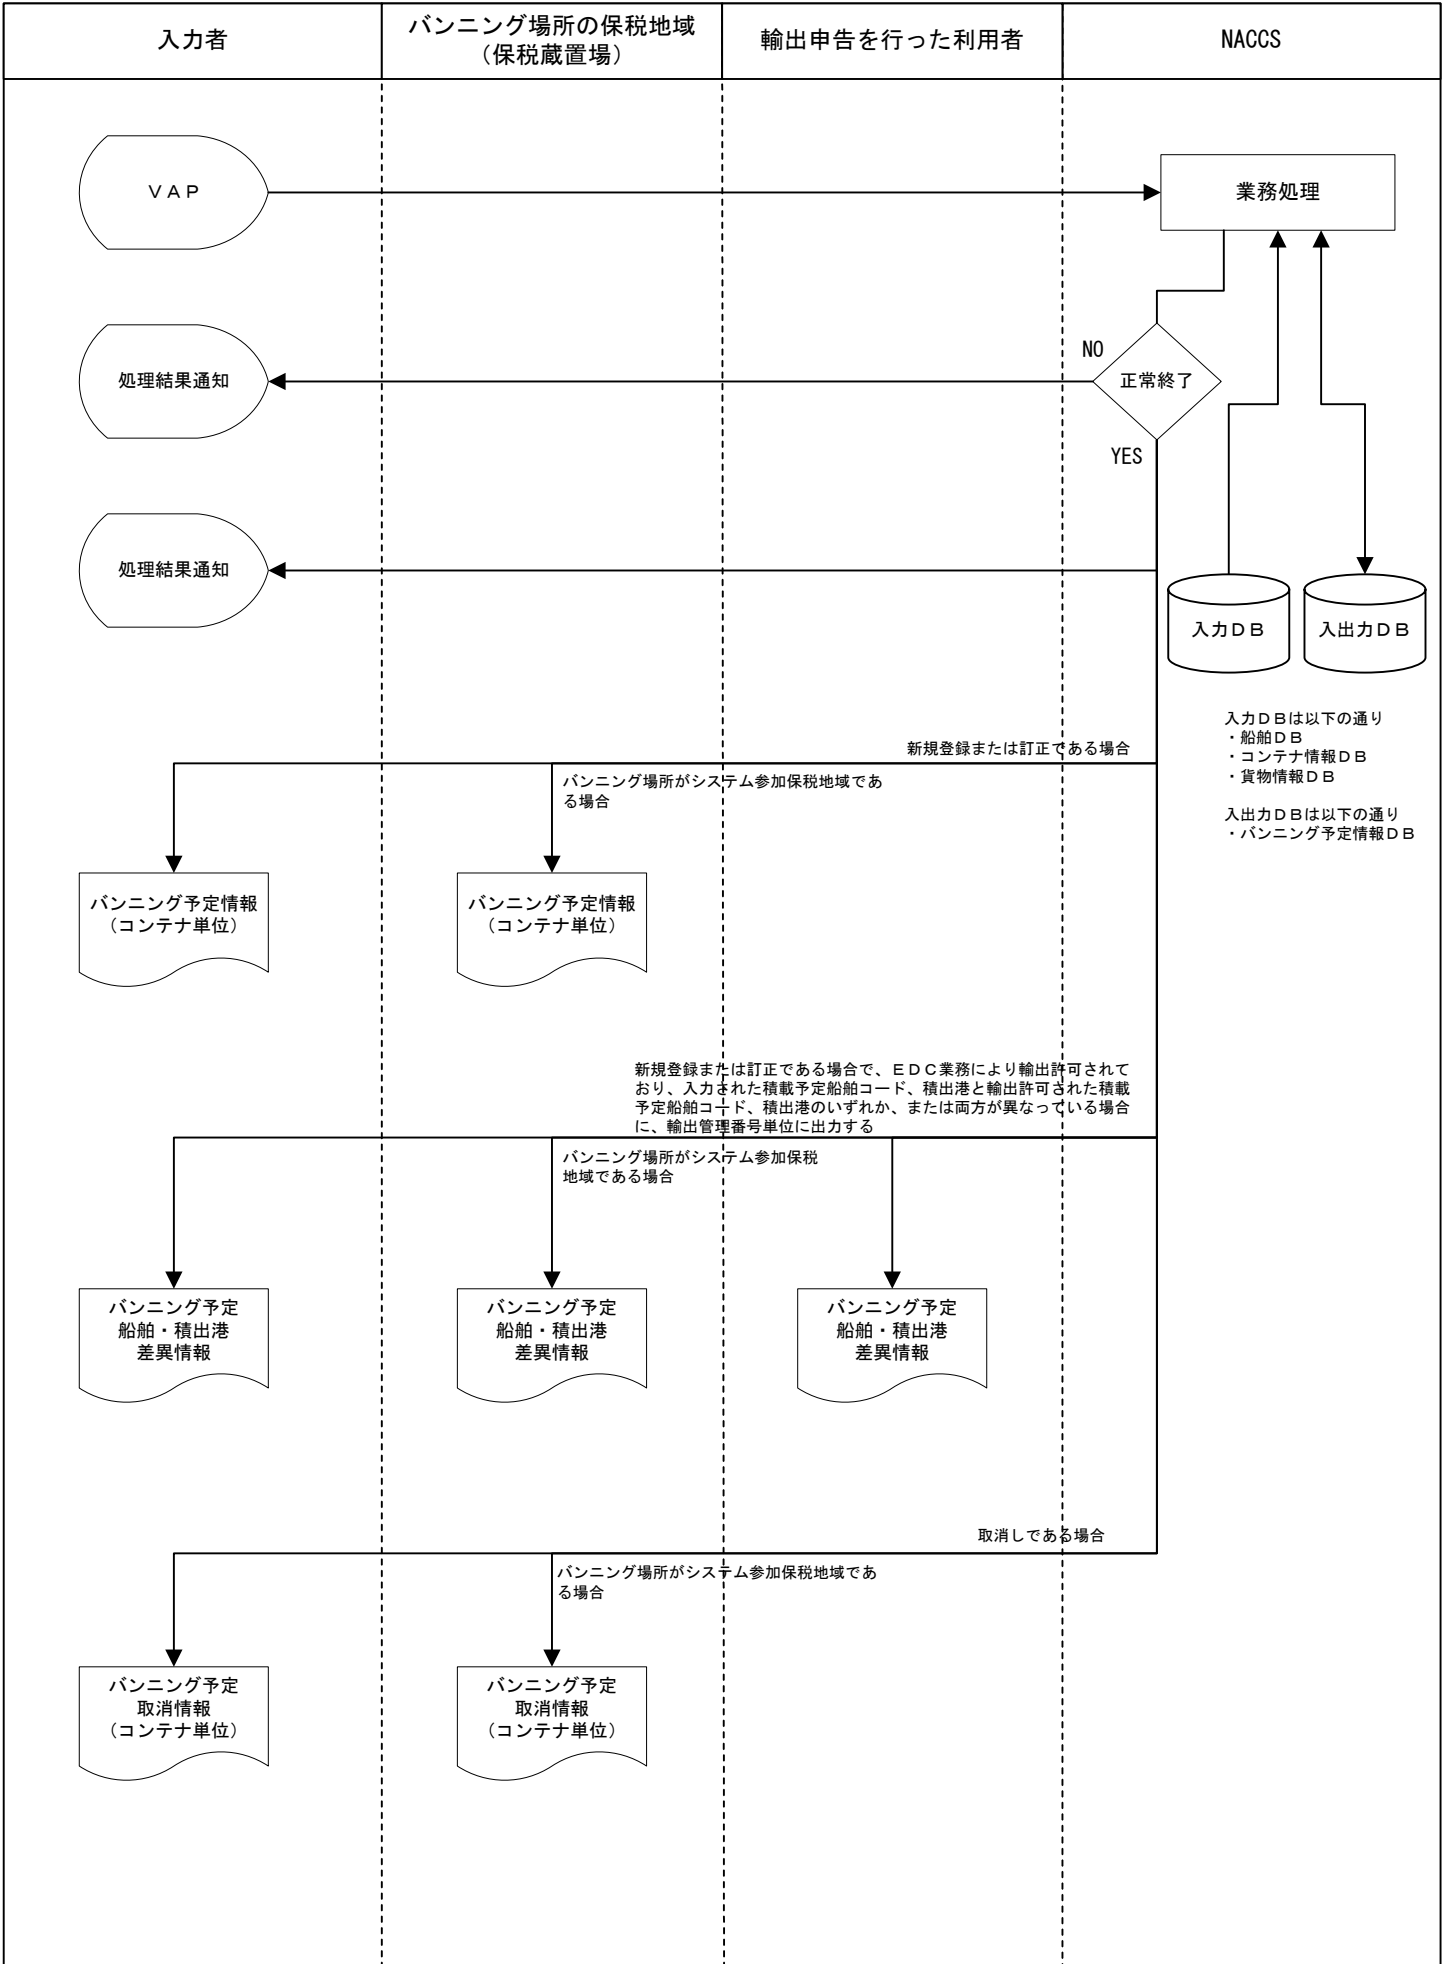 入力者
バンニング場所の保税地域
（保税蔵置場）
輸出申告を行った利用者
NACCS
ＶＡＰ
業務処理
NO
処理結果通知
正常終了
YES
処理結果通知
入力ＤＢ
入出力ＤＢ
入力ＤＢは以下の通り
・船舶ＤＢ
・コンテナ情報ＤＢ
・貨物情報ＤＢ
入出力ＤＢは以下の通り
・バンニング予定情報ＤＢ
新規登録または訂正である場合
バンニング場所がシステム参加保税地域であ
る場合
バンニング予定情報
（コンテナ単位）
バンニング予定情報
（コンテナ単位）
新規登録または訂正である場合で、ＥＤＣ業務により輸出許可されて
おり、入力された積載予定船舶コード、積出港と輸出許可された積載
予定船舶コード、積出港のいずれか、または両方が異なっている場合
に、輸出管理番号単位に出力する
バンニング場所がシステム参加保税
地域である場合
バンニング予定
船舶・積出港
差異情報
バンニング予定
船舶・積出港
差異情報
バンニング予定
船舶・積出港
差異情報
取消しである場合
バンニング場所がシステム参加保税地域であ
る場合
バンニング予定
取消情報
（コンテナ単位）
バンニング予定
取消情報
（コンテナ単位）